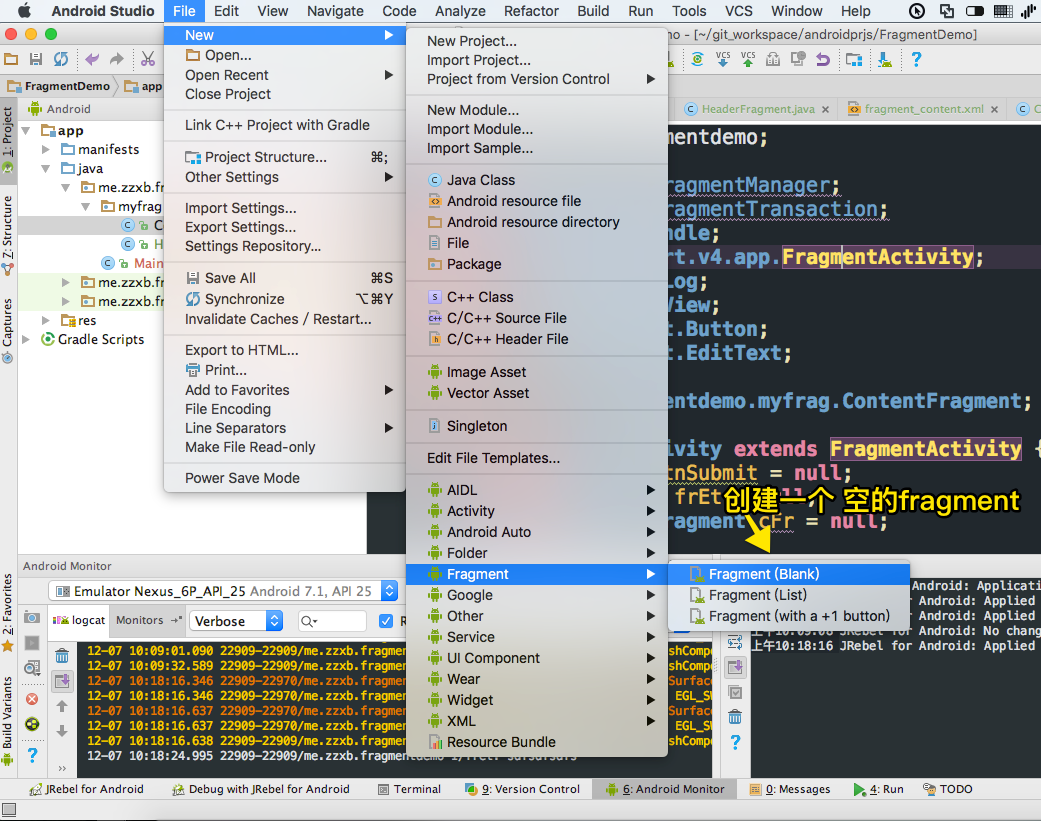 Android Studio File Edit View Navigate Code Analyze Refactor Build Run Tools VCS Window Help
[~/git_workspace/androidprjs/FragmentDemo]
VCS VCS ?
FragmentDemo app
HeaderFragment.java × fragment_content.xml ×
New
Open...
Open Recent
Close Project
Link C++ Project with Gradle
Project Structure... ⌘;
Other Settings
Import Settings...
Export Settings...
Settings Repository...
Save All ⌘S
Synchronize ⌥⌘Y
Invalidate Caches / Restart...
Export to HTML...
Print...
Add to Favorites
File Encoding
Line Separators
Make File Read-only
Power Save Mode
New Project...
Import Project...
Project from Version Control
New Module...
Import Module...
Import Sample...
Java Class
Android resource file
Android resource directory
File
Package
C++ Class
C/C++ Source File
C/C++ Header File
Image Asset
Vector Asset
Singleton
Edit File Templates...
AIDL
Activity
Android Auto
Folder
Fragment
Google
Other
Service
UI Component
Wear
Widget
XML
Resource Bundle
Fragment (Blank)
Fragment (List)
Fragment (with a +1 button)
创建一个 空的fragment
1: Project
Z: Structure
Captures
2: Favorites
Build Variants
Android
app
manifests
java
me.zzxb.fr
myfrag
C
H
Main
me.zzxb.fr
me.zzxb.fr
res
Gradle Scripts
mentdemo;
ragmentManager;
ragmentTransaction;
ndle;
rt.v4.app.FragmentActivity;
og;
View;
t.Button;
t.EditText;
entdemo.myfrag.ContentFragment;
ivity extends FragmentActivity {
tnSubmit = null;
frEt
ragment cFr = null;
Android Monitor
Emulator Nexus_6P_API_25 Android 7.1, API 25
logcat Monitors Verbose
12-07 10:09:01.090 22909-22909/me.zzxb.fragmen shCompo
12-07 10:09:32.589 22909-22909/me.zzxb.fragmen shCompo
12-07 10:18:16.346 22909-22970/me.zzxb.fragmen Surface
12-07 10:18:16.346 22909-22970/me.zzxb.fragmen EGL_SW
12-07 10:18:16.637 22909-22970/me.zzxb.fragmen Surface
12-07 10:18:16.637 22909-22970/me.zzxb.fragmen EGL_SW
12-07 10:18:16.638 22909-22909/me.zzxb.fragmen shCompo
12-07 10:18:24.995 22909-22909/me.zzxb.fragmentdemo
Android: Applicati
Android: Applied
Android: Applied
上午10:09:06 JRebel for Android: No chang
上午10:18:16 JRebel for Android: Applied
JRebel for Android Debug with JRebel for Android Terminal 9: Version Control 6: Android Monitor 0: Messages 4: Run TODO